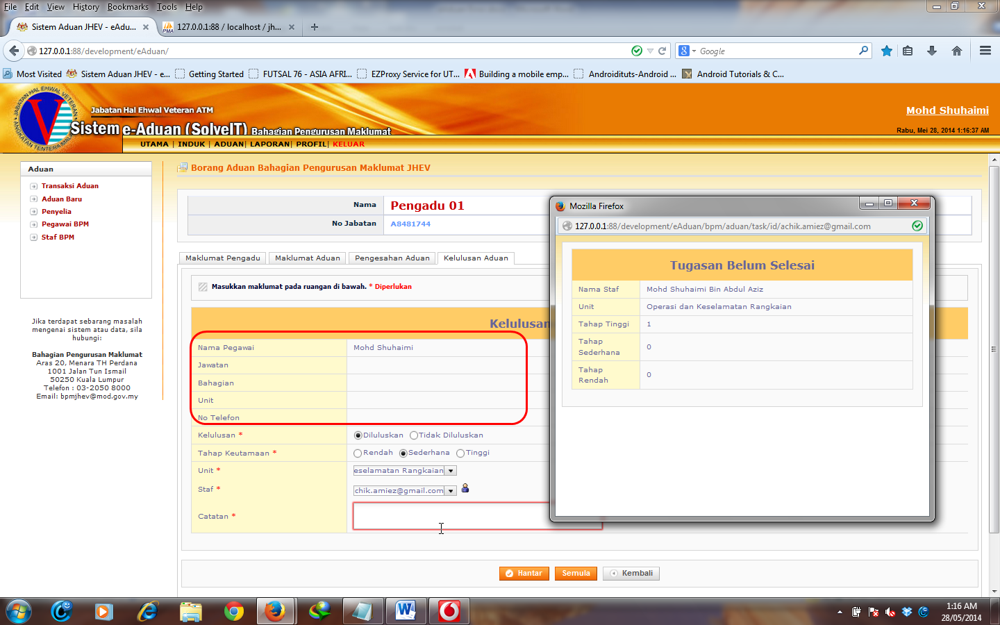 File Edit View History Bookmarks Tools Help
Sistem Aduan JHEV - eAdu...
127.0.0.1:88 / localhost / jh...
127.0.0.1:88/development/eAduan/
Google
Most Visited Sistem Aduan JHEV - e... Getting Started FUTSAL 76 - ASIA AFRI... EZProxy Service for UT... Building a mobile emp... Androidituts-Android ... Android Tutorials & C...
JABATAN HAL EHWAL VETERAN
ANGKATAN TENTERA
Jabatan Hal Ehwal Veteran ATM
Sistem e-Aduan (SolveIT) Bahagian Pengurusan Maklumat
Mohd Shuhaimi
Rabu, Mei 28, 2014 1:16:37 AM
UTAMA | INDUK | ADUAN| LAPORAN| PROFIL| KELUAR
Aduan
Transaksi Aduan
Aduan Baru
Penyelia
Pegawai BPM
Staf BPM
Jika terdapat sebarang masalah
mengenai sistem atau data, sila
hubungi:
Bahagian Pengurusan Maklumat
Aras 20, Menara TH Perdana
1001 Jalan Tun Ismail
50250 Kuala Lumpur
Telefon : 03-2050 8000
Email: bpmjhev@mod.gov.my
Borang Aduan Bahagian Pengurusan Maklumat JHEV
Nama Pengadu 01
No Jabatan A8481744
Maklumat Pengadu Maklumat Aduan Pengesahan Aduan Kelulusan Aduan
Masukkan maklumat pada ruangan di bawah. * Diperlukan
Kelulusan
Nama Pegawai Mohd Shuhaimi
Jawatan
Bahagian
Unit
No Telefon
Kelulusan * Diluluskan Tidak Diluluskan
Tahap Keutamaan * Rendah Sederhana Tinggi
Unit * eselamatan Rangkaian
Staf * chik.amiez@gmail.com
Catatan *
Hantar Semula Kembali
Mozilla Firefox
127.0.0.1:88/development/eAduan/bpm/aduan/task/id/achik.amiez@gmail.com
Tugasan Belum Selesai
Nama Staf Mohd Shuhaimi Bin Abdul Aziz
Unit Operasi dan Keselamatan Rangkaian
Tahap Tinggi 1
Tahap
Sederhana 0
Tahap
Rendah 0
1:16 AM
28/05/2014